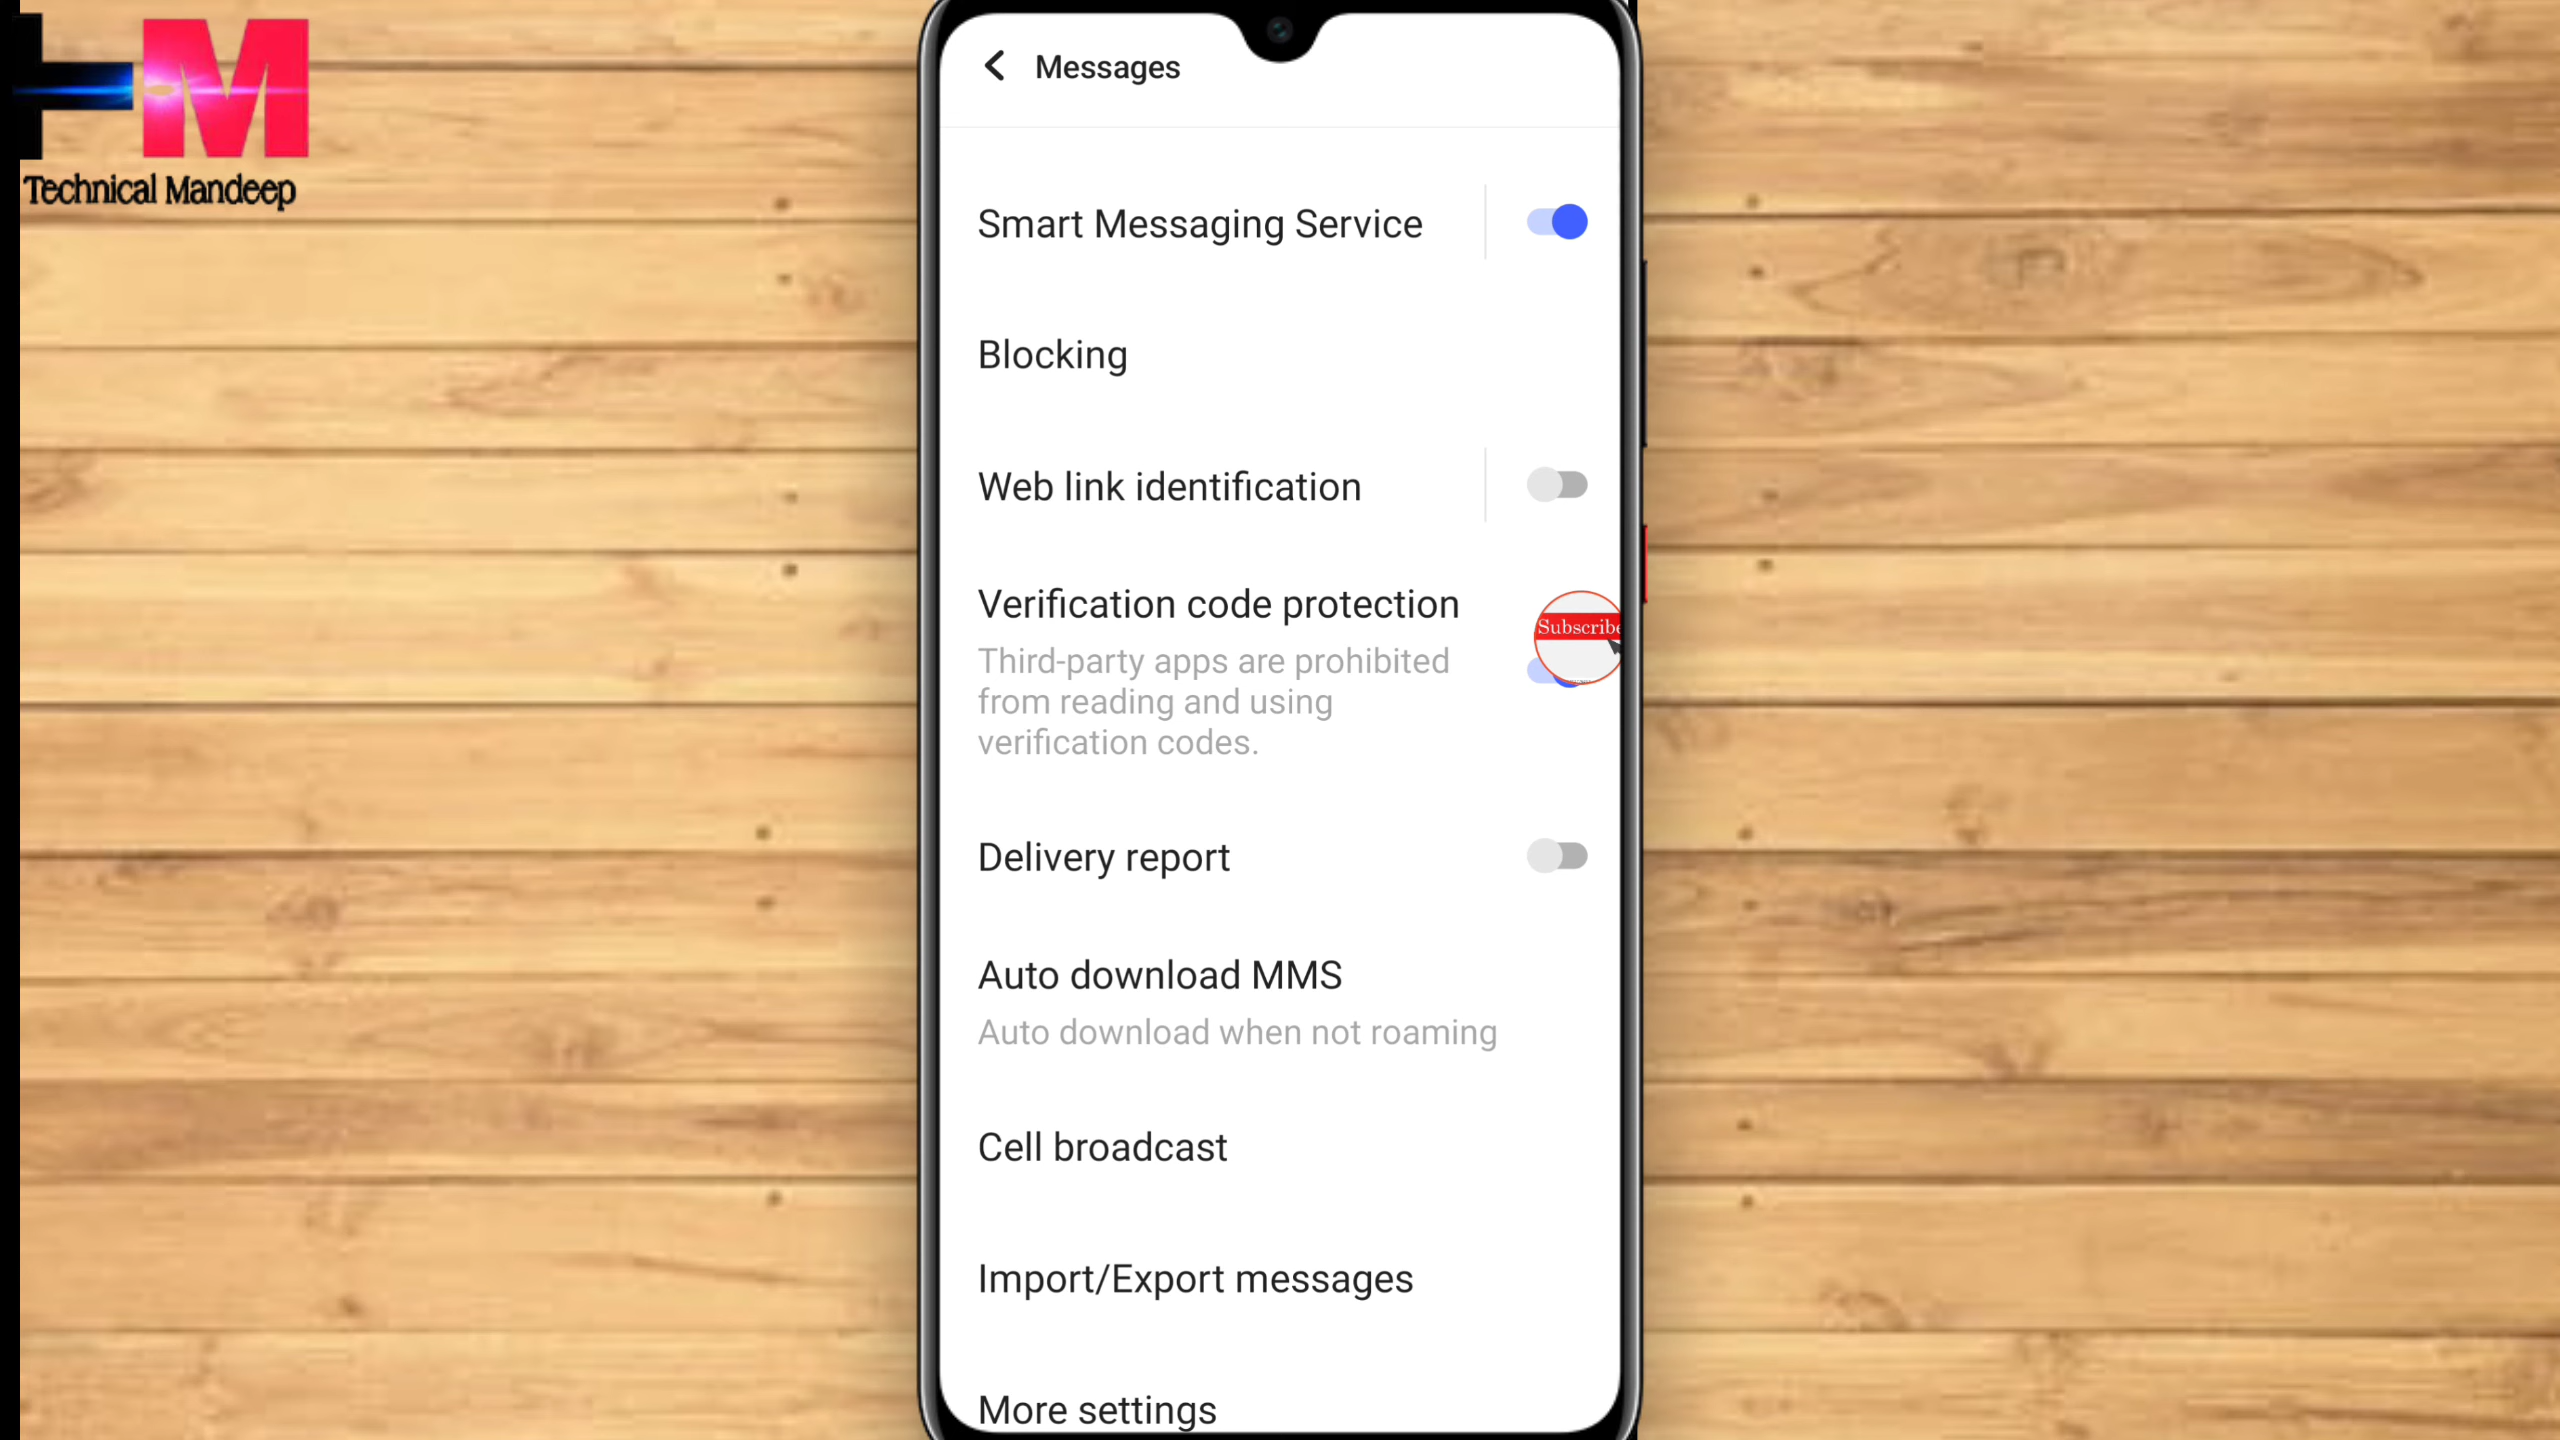 M
Technical Mandeep
Messages
Smart Messaging Service
Blocking
Web link identification
Verification code protection
Subscribe
Third-party apps are prohibited
from reading and using
verification codes.
Delivery report
Auto download MMS
Auto download when not roaming
Cell broadcast
Import/Export messages
More settings